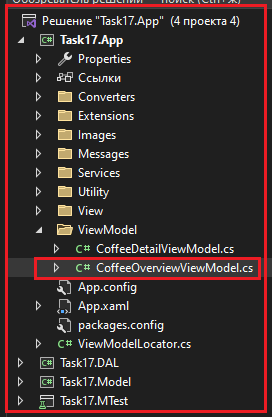 Решение "Task17.App" (4 проекта 4)
Task17.App
Properties
Ссылки
Converters
Extensions
Images
Messages
Services
Utility
View
ViewModel
CoffeeDetailViewModel.cs
CoffeeOverviewViewModel.cs
App.config
App.xaml
packages.config
ViewModelLocator.cs
Task17.DAL
Task17.Model
Task17.MTest